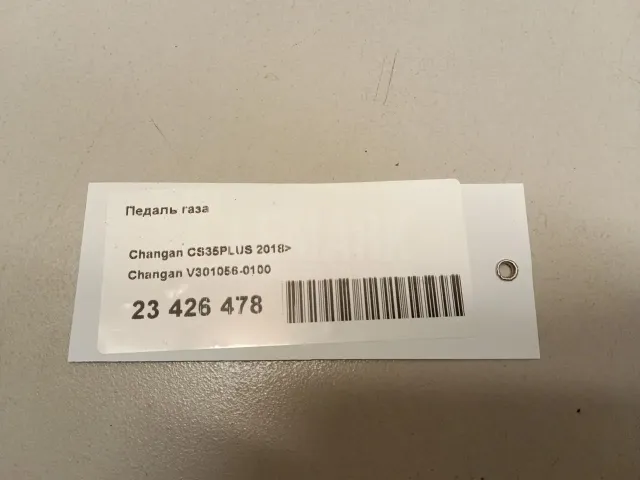 Педаль газа
Changan CS35PLUS 2018>
Changan V301056-0100
23 426 478